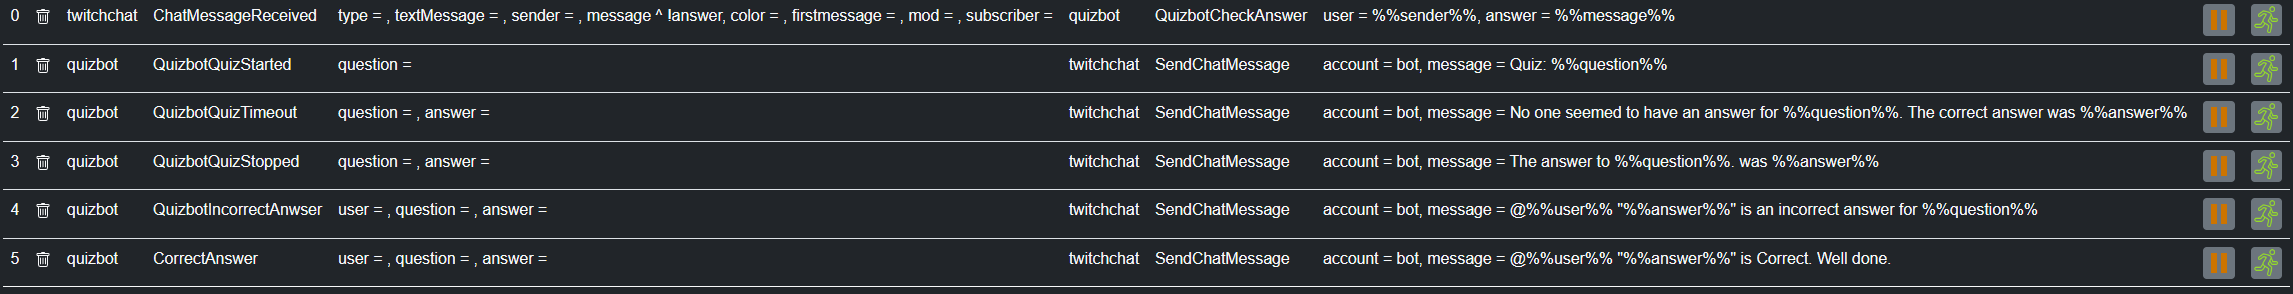 0 twitchchat ChatMessageReceived type = , textMessage = , sender = , message ^ !answer, color = , firstmessage = , mod = , subscriber = quizbot QuizbotCheckAnswer user = %%sender%%, answer = %%message%%
1 quizbot QuizbotQuizStarted question = twitchchat SendChatMessage account = bot, message = Quiz: %%question%%
2 quizbot QuizbotQuizTimeout question = , answer = twitchchat SendChatMessage account = bot, message = No one seemed to have an answer for %%question%%. The correct answer was %%answer%%
3 quizbot QuizbotQuizStopped question = , answer = twitchchat SendChatMessage account = bot, message = The answer to %%question%%. was %%answer%%
4 quizbot QuizbotIncorrectAnwser user = , question = , answer = twitchchat SendChatMessage account = bot, message = @%%user%% "%%answer%%" is an incorrect answer for %%question%%
5 quizbot CorrectAnswer user = , question = , answer = twitchchat SendChatMessage account = bot, message = @%%user%% "%%answer%%" is Correct. Well done.